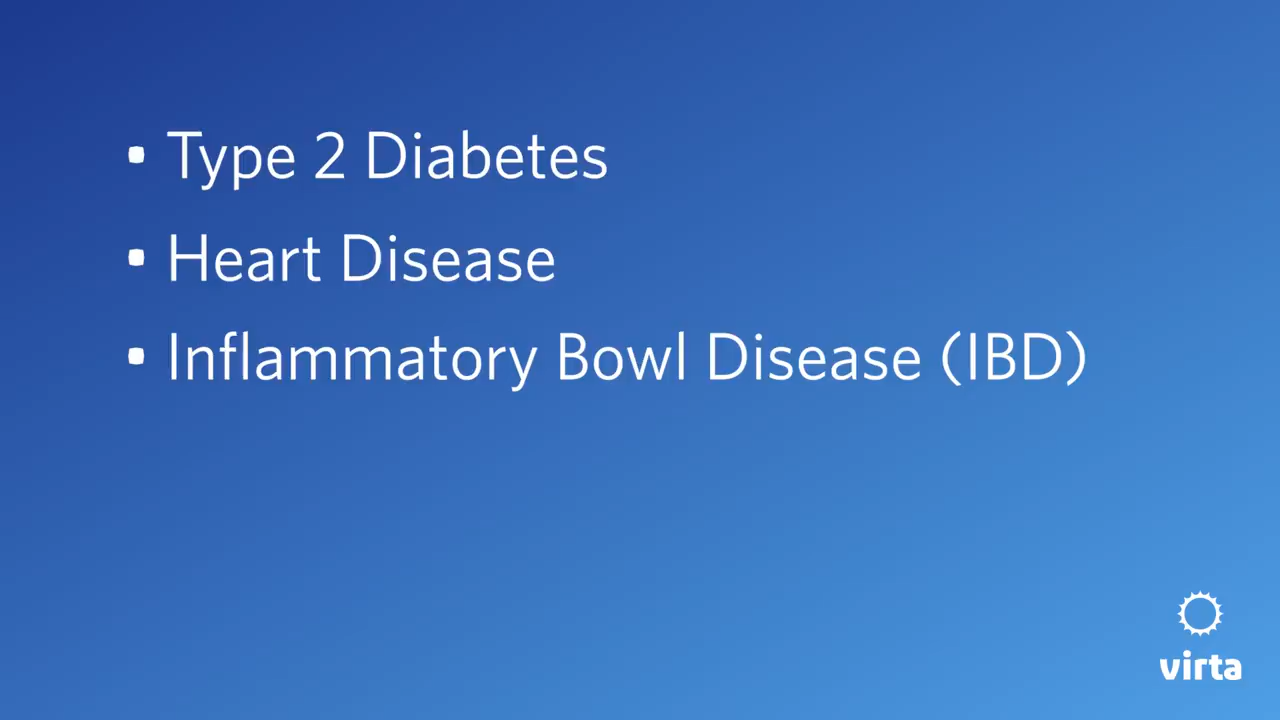 • Type 2 Diabetes
• Heart Disease
• Inflammatory Bowl Disease (IBD)
virta